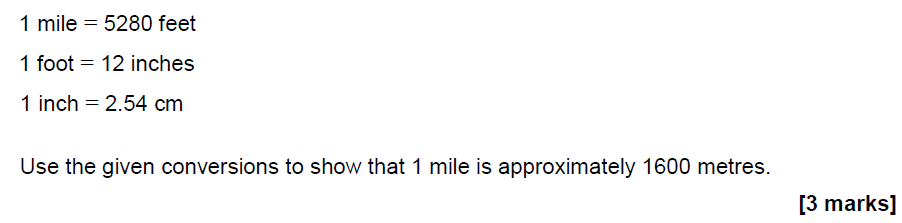 1 mile = 5280 feet
1 foot = 12 inches
1 inch = 2.54 cm
Use the given conversions to show that 1 mile is approximately 1600 metres.
[3 marks]